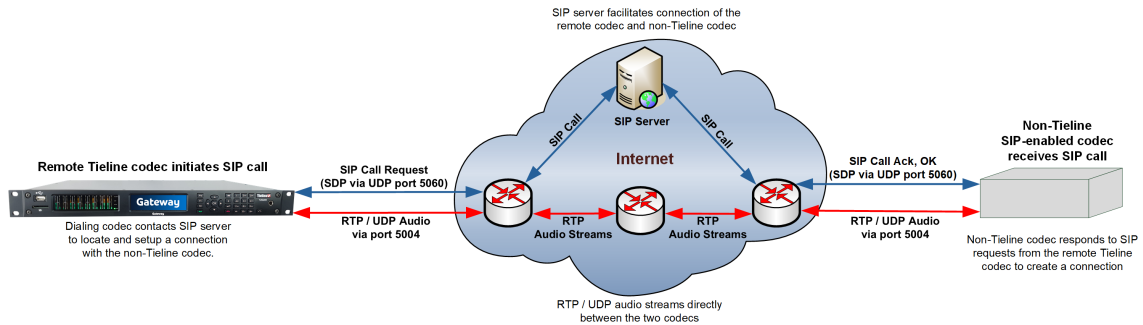 SIP server facilitates connection of the
remote codec and non-Tieline codec
SIP Server
SIP Call
SIP Call
Internet
Remote Tieline codec initiates SIP call
Gateway
Tieline
Gateway
Dialing codec contacts SIP server
to locate and setup a connection
with the non-Tieline codec.
SIP Call Request
(SDP via UDP port 5060)
RTP / UDP Audio
via port 5004
RTP
Audio Streams
RTP
Audio Streams
SIP Call Ack, OK
(SDP via UDP port 5060)
RTP / UDP Audio
via port 5004
Non-Tieline
SIP-enabled codec
receives SIP call
Non-Tieline codec responds to SIP
requests from the remote Tieline
codec to create a connection
RTP / UDP audio streams directly
between the two codecs